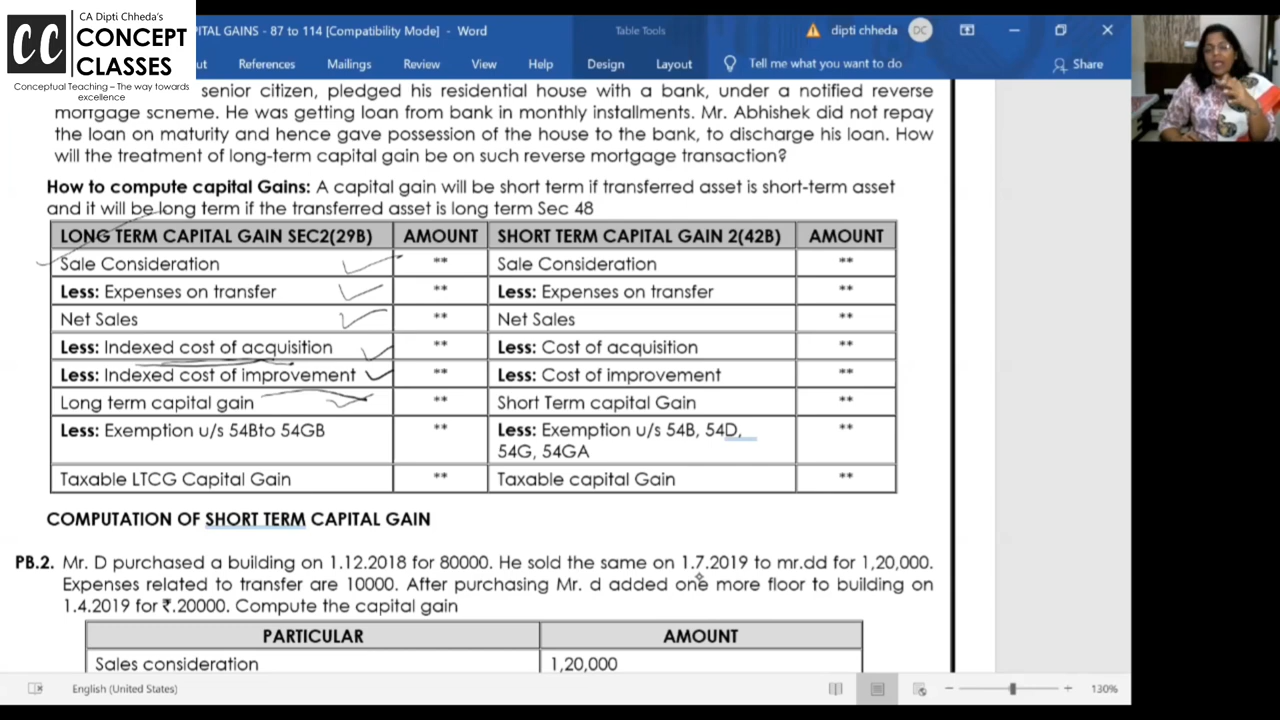 CA Dipti Chheda's
CC CONCEPT
CLASSES
Conceptual Teaching – The way towards
excellence
PITAL GAINS - 87 to 114 [Compatibility Mode] - Word
Table Tools
dipti chheda
DC
ut References Mailings Review View Help Design Layout Tell me what you want to do Share
senior citizen, pledged his residential house with a bank, under a notified reverse
mortgage scheme. He was getting loan from bank in monthly installments. Mr. Abhishek did not repay
the loan on maturity and hence gave possession of the house to the bank, to discharge his loan. How
will the treatment of long-term capital gain be on such reverse mortgage transaction?
How to compute capital Gains: A capital gain will be short term if transferred asset is short-term asset
and it will be long term if the transferred asset is long term Sec 48
LONG TERM CAPITAL GAIN SEC2(29B) AMOUNT SHORT TERM CAPITAL GAIN 2(42B) AMOUNT
Sale Consideration ** Sale Consideration **
Less: Expenses on transfer ** Less: Expenses on transfer **
Net Sales ** Net Sales **
Less: Indexed cost of acquisition ** Less: Cost of acquisition **
Less: Indexed cost of improvement ** Less: Cost of improvement **
Long term capital gain ** Short Term capital Gain **
Less: Exemption u/s 54Bto 54GB ** Less: Exemption u/s 54B, 54D, **
54G, 54GA
Taxable LTCG Capital Gain ** Taxable capital Gain **
COMPUTATION OF SHORT TERM CAPITAL GAIN
PB.2. Mr. D purchased a building on 1.12.2018 for 80000. He sold the same on 1.7.2019 to mr.dd for 1,20,000.
Expenses related to transfer are 10000. After purchasing Mr. d added one more floor to building on
1.4.2019 for ₹.20000. Compute the capital gain
PARTICULAR AMOUNT
Sales consideration 1,20,000
English (United States)
130%